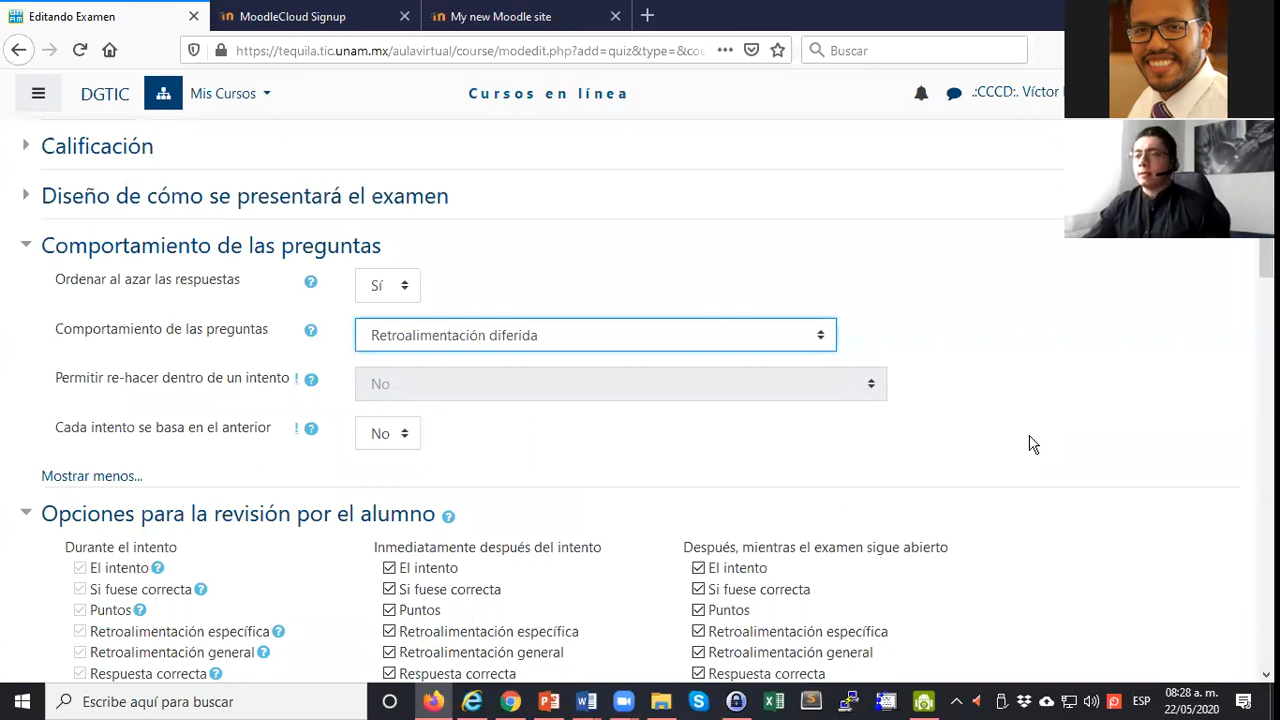 Editando Examen
MoodleCloud Signup
My new Moodle site
https://tequila.tic.unam.mx/aulavirtual/course/modedit.php?add=quiz&type=&cou
Buscar
DGTIC
Mis Cursos
Cursos en línea
.:CCCD:. Víctor
Calificación
Diseño de cómo se presentará el examen
Comportamiento de las preguntas
Ordenar al azar las respuestas
Sí
Comportamiento de las preguntas
Retroalimentación diferida
Permitir re-hacer dentro de un intento
No
Cada intento se basa en el anterior
No
Mostrar menos...
Opciones para la revisión por el alumno
Durante el intento
Inmediatamente después del intento
Después, mientras el examen sigue abierto
El intento
El intento
El intento
Si fuese correcta
Si fuese correcta
Si fuese correcta
Puntos
Puntos
Puntos
Retroalimentación específica
Retroalimentación específica
Retroalimentación específica
Retroalimentación general
Retroalimentación general
Retroalimentación general
Respuesta correcta
Respuesta correcta
Respuesta correcta
Escribe aquí para buscar
ESP
08:28 a. m.
22/05/2020